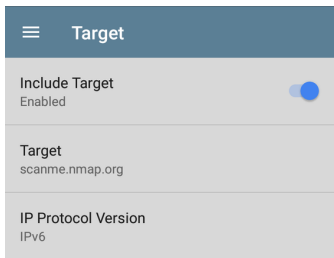 Target
Include Target
Enabled
Target
scanme.nmap.org
IP Protocol Version
IPv6